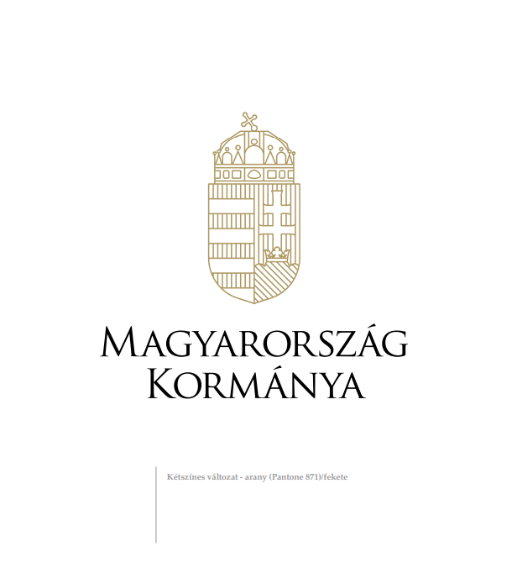 MAGYARORSZÁG
KORMÁNYA
Kétszínes változat - arany (Pantone 871)/fekete